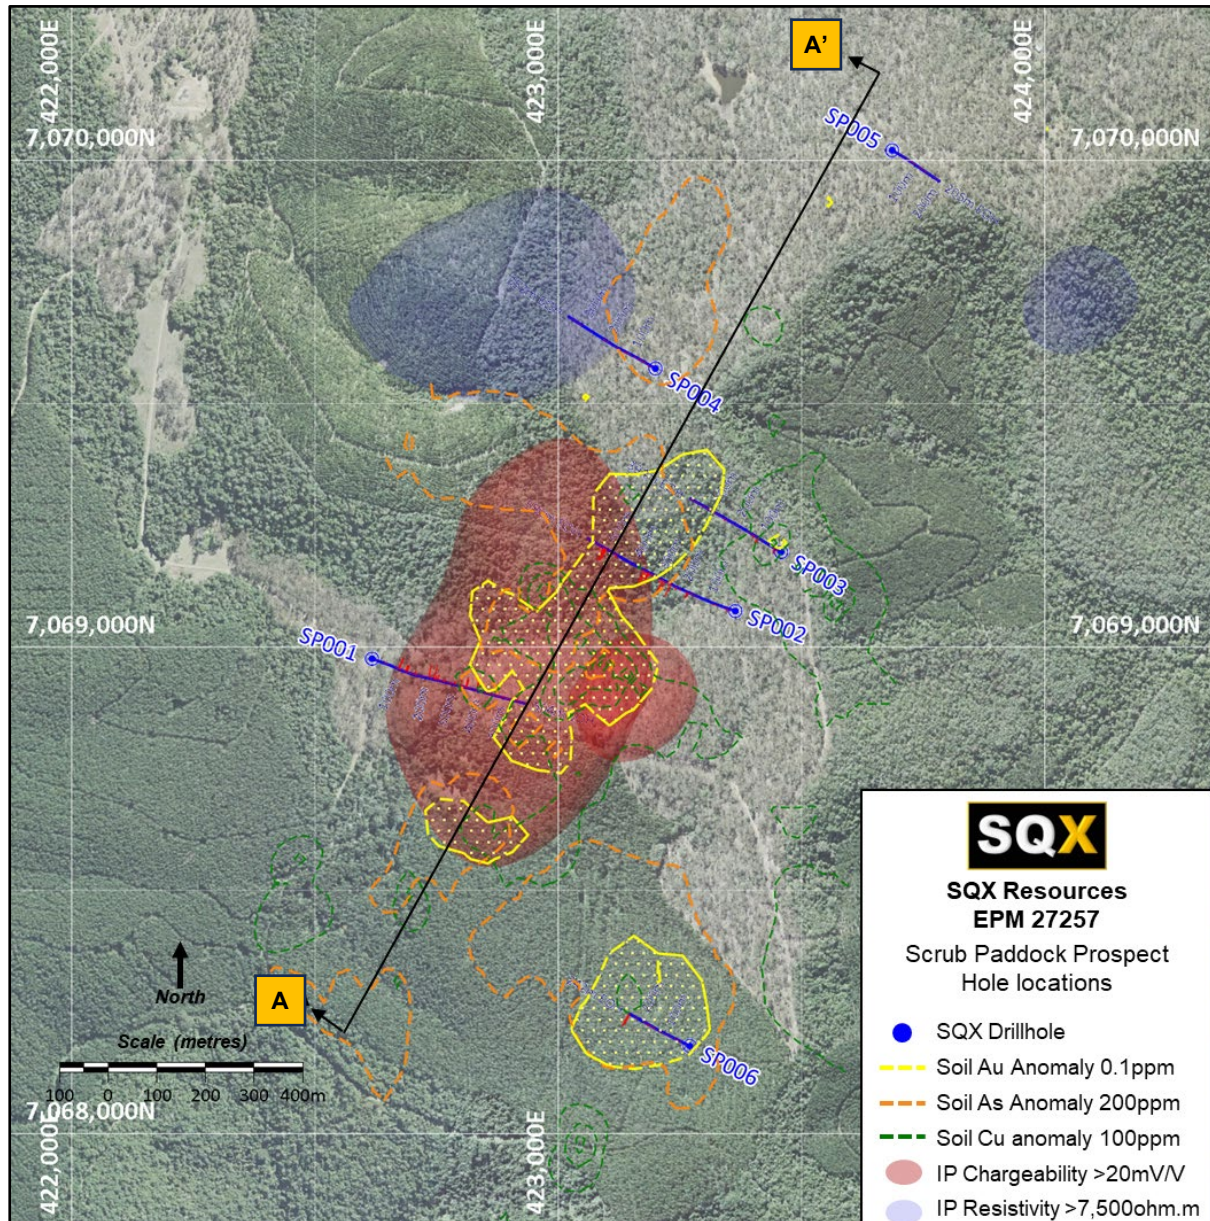 422,000E
423,000E
424,000E
A'
7,070,000N
7,070,000N
SP005
SP004
SP003
SP002
7,069,000N
7,069,000N
SP001
A
North
Scale (metres)
100 0 100 200 300 400m
SP006
7,068,000N
422,000E
423,000E
SQX
SQX Resources
EPM 27257
Scrub Paddock Prospect
Hole locations
SQX Drillhole
Soil Au Anomaly 0.1ppm
Soil As Anomaly 200ppm
Soil Cu anomaly 100ppm
IP Chargeability >20mV/V
IP Resistivity >7,500ohm.m